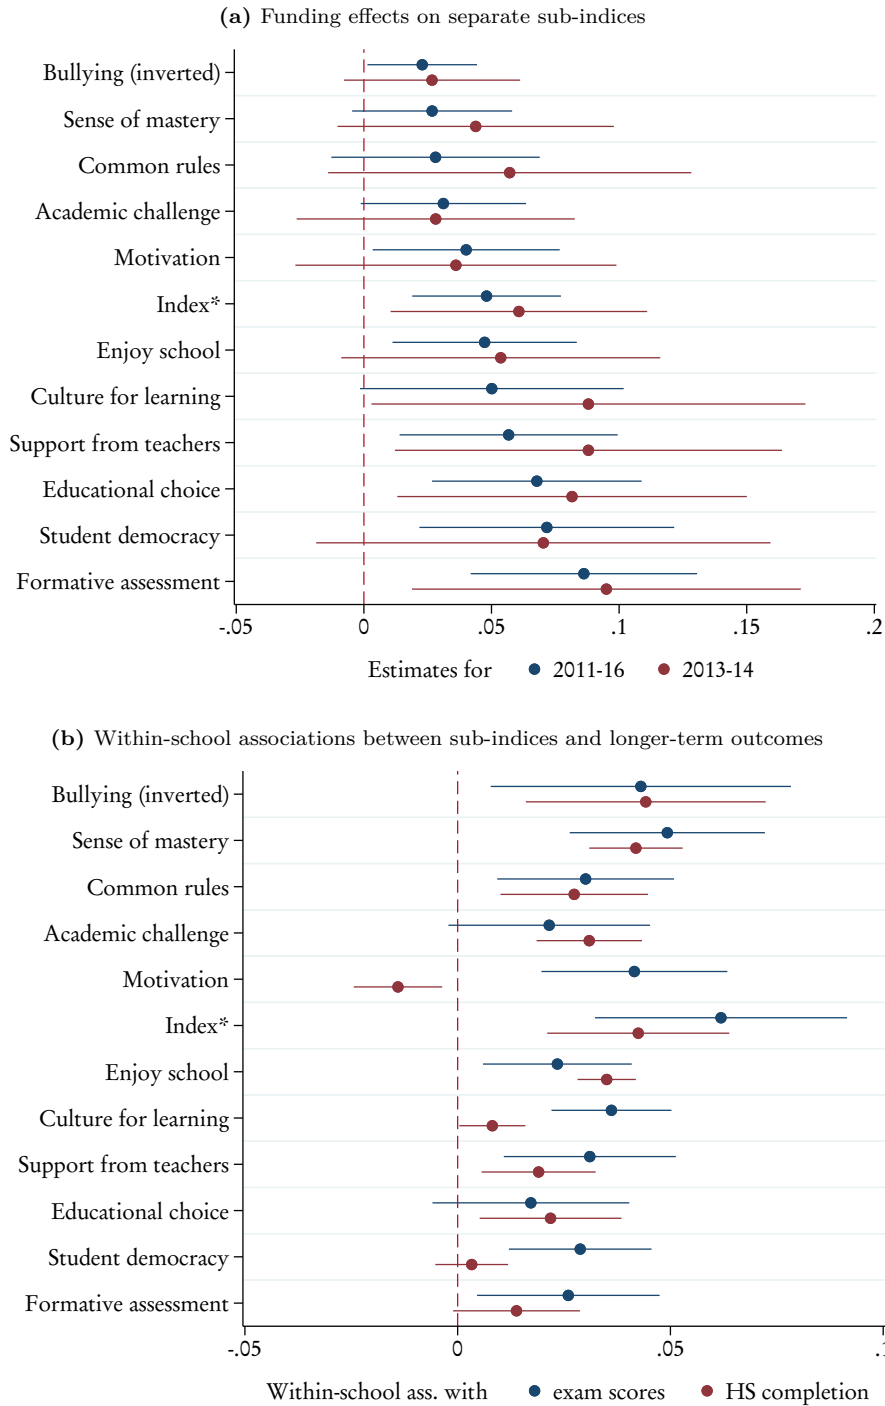 (a) Funding effects on separate sub-indices
Bullying (inverted)
Sense of mastery
Common rules
Academic challenge
Motivation
Index*
Enjoy school
Culture for learning
Support from teachers
Educational choice
Student democracy
Formative assessment
-.05 0 .05 .1 .15 .2
Estimates for 2011-16 2013-14
(b) Within-school associations between sub-indices and longer-term outcomes
Bullying (inverted)
Sense of mastery
Common rules
Academic challenge
Motivation
Index*
Enjoy school
Culture for learning
Support from teachers
Educational choice
Student democracy
Formative assessment
-.05 0 .05
Within-school ass. with exam scores HS completion